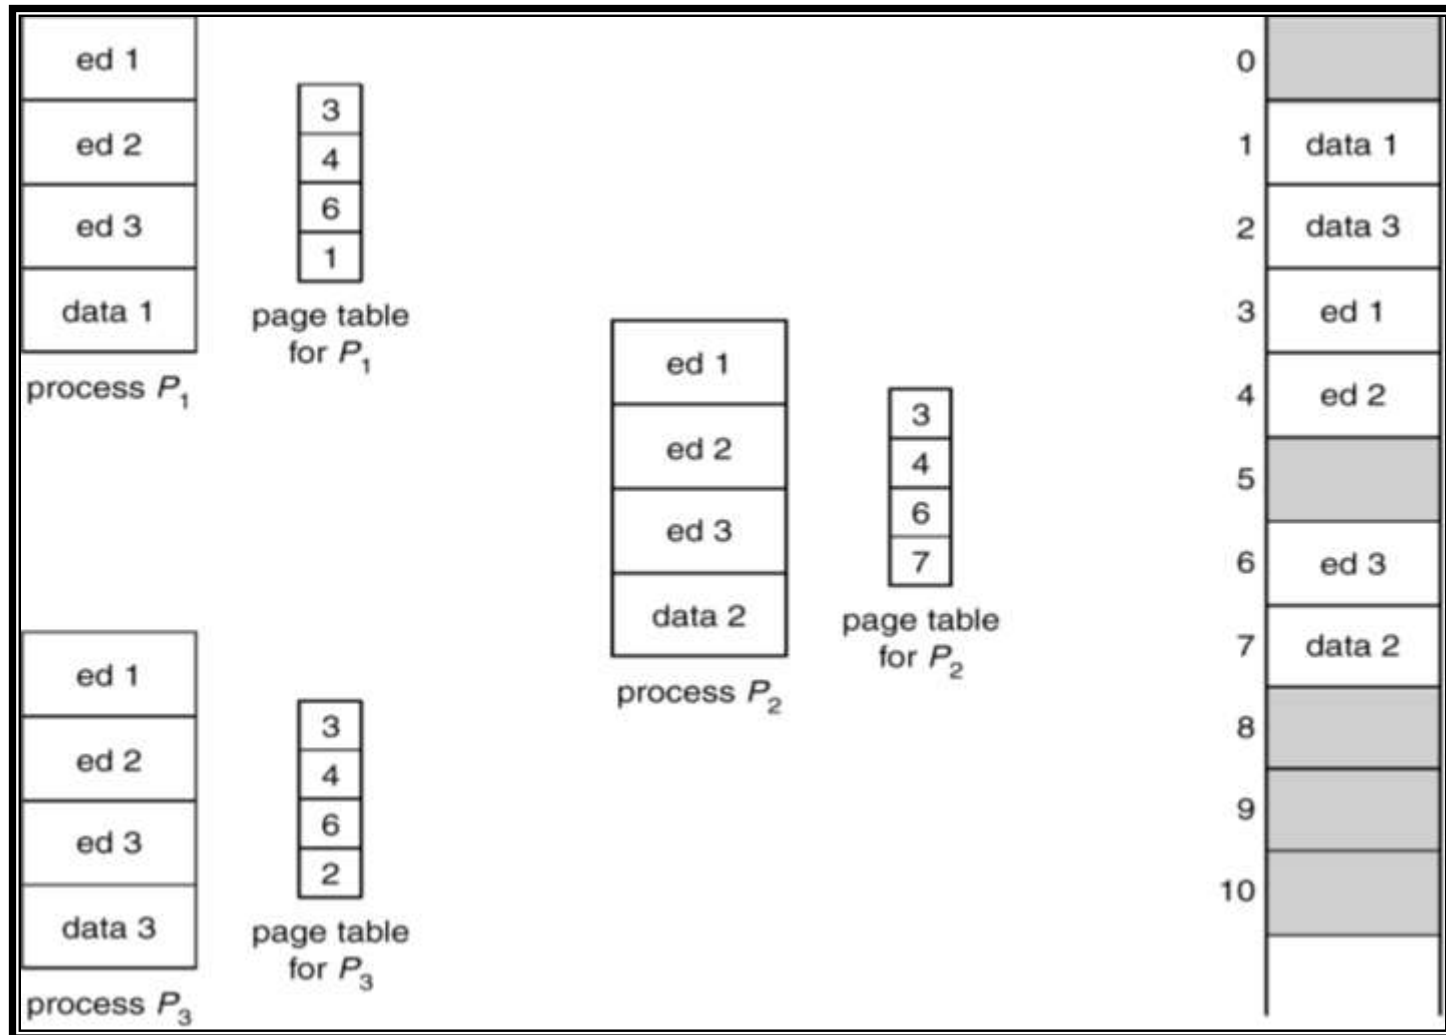 ed 1
ed 2
ed 3
data 1
process P1
3
4
6
1
page table
for P1
ed 1
ed 2
ed 3
data 2
process P2
3
4
6
7
page table
for P2
ed 1
ed 2
ed 3
data 3
process P3
3
4
6
2
page table
for P3
0
1 data 1
2 data 3
3 ed 1
4 ed 2
5
6 ed 3
7 data 2
8
9
10